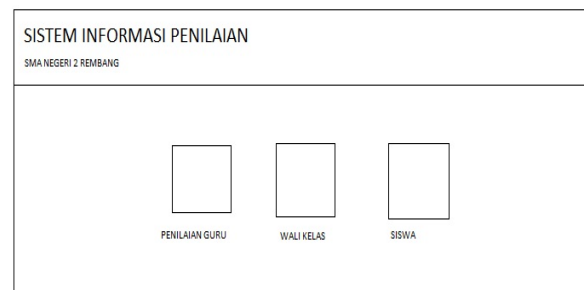 SISTEM INFORMASI PENILAIAN
SMA NEGERI 2 REMBANG
PENILAIAN GURU WALI KELAS SISWA